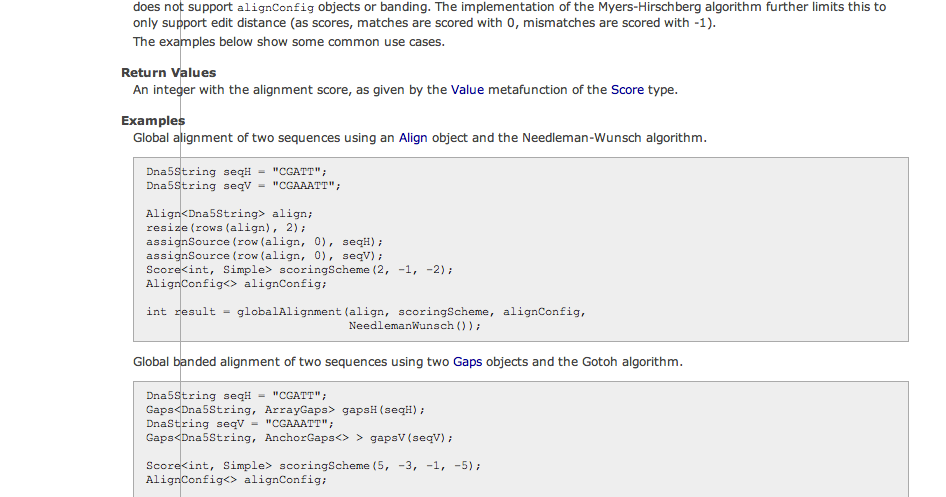 does not support alignConfig objects or banding. The implementation of the Myers-Hirschberg algorithm further limits this to
only support edit distance (as scores, matches are scored with 0, mismatches are scored with -1).
The examples below show some common use cases.
Return Values
An integer with the alignment score, as given by the Value metafunction of the Score type.
Examples
Global alignment of two sequences using an Align object and the Needleman-Wunsch algorithm.
Dna5String seqH = "CGATT";
Dna5String seqV = "CGAAATT";
Align<Dna5String> align;
resize(rows(align), 2);
assignSource(row(align, 0), seqH);
assignSource(row(align, 0), seqV);
Score<int, Simple> scoringScheme(2, -1, -2);
AlignConfig<> alignConfig;
int result = globalAlignment(align, scoringScheme, alignConfig,
NeedlemanWunsch());
Global banded alignment of two sequences using two Gaps objects and the Gotoh algorithm.
Dna5String seqH = "CGATT";
Gaps<Dna5String, ArrayGaps> gapsH(seqH);
DnaString seqV = "CGAAATT";
Gaps<Dna5String, AnchorGaps<> > gapsV(seqV);
Score<int, Simple> scoringScheme(5, -3, -1, -5);
AlignConfig<> alignConfig;